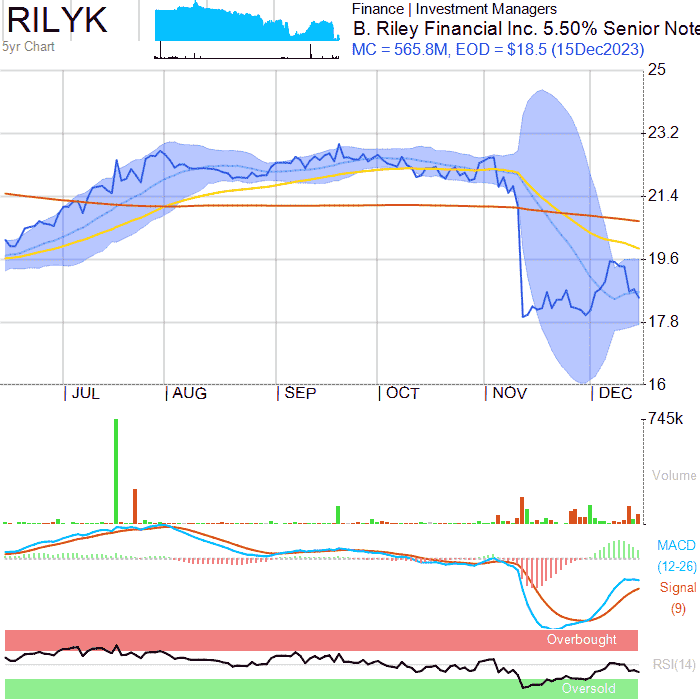 RILYK
5yr Chart
Finance | Investment Managers
B. Riley Financial Inc. 5.50% Senior Note
MC = 565.8M, EOD = $18.5 (15Dec2023)
25
23.2
21.4
19.6
17.8
16
JUL AUG SEP OCT NOV DEC
745k
Volume
MACD
(12-26)
Signal
(9)
Overbought
RSI(14)
Oversold